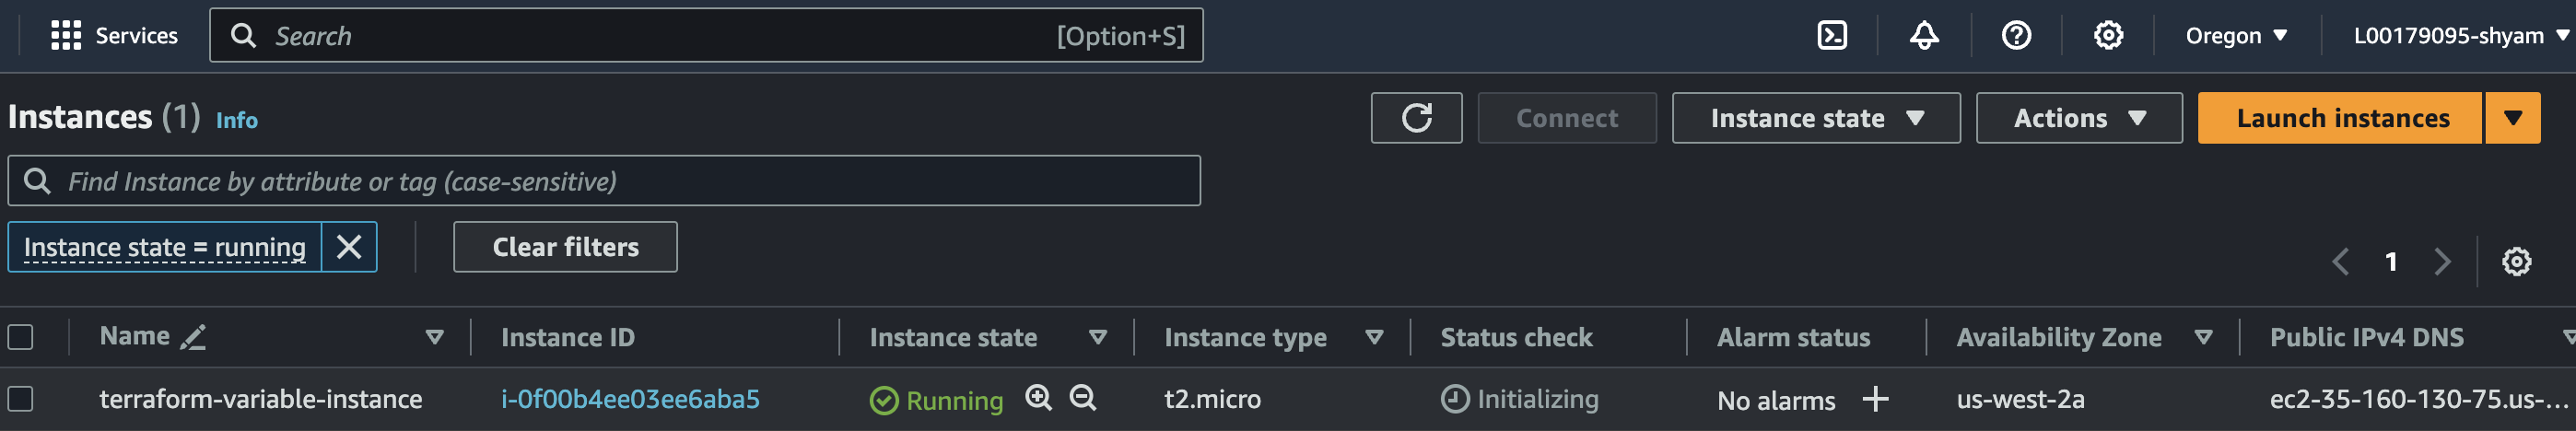 Services Search [Option+S] Oregon L00179095-shyam
Instances (1) Info Connect Instance state Actions Launch instances
Find Instance by attribute or tag (case-sensitive)
Instance state = running Clear filters 1
Name Instance ID Instance state Instance type Status check Alarm status Availability Zone Public IPv4 DNS
terraform-variable-instance i-0f00b4ee03ee6aba5 Running t2.micro Initializing No alarms + us-west-2a ec2-35-160-130-75.us-...